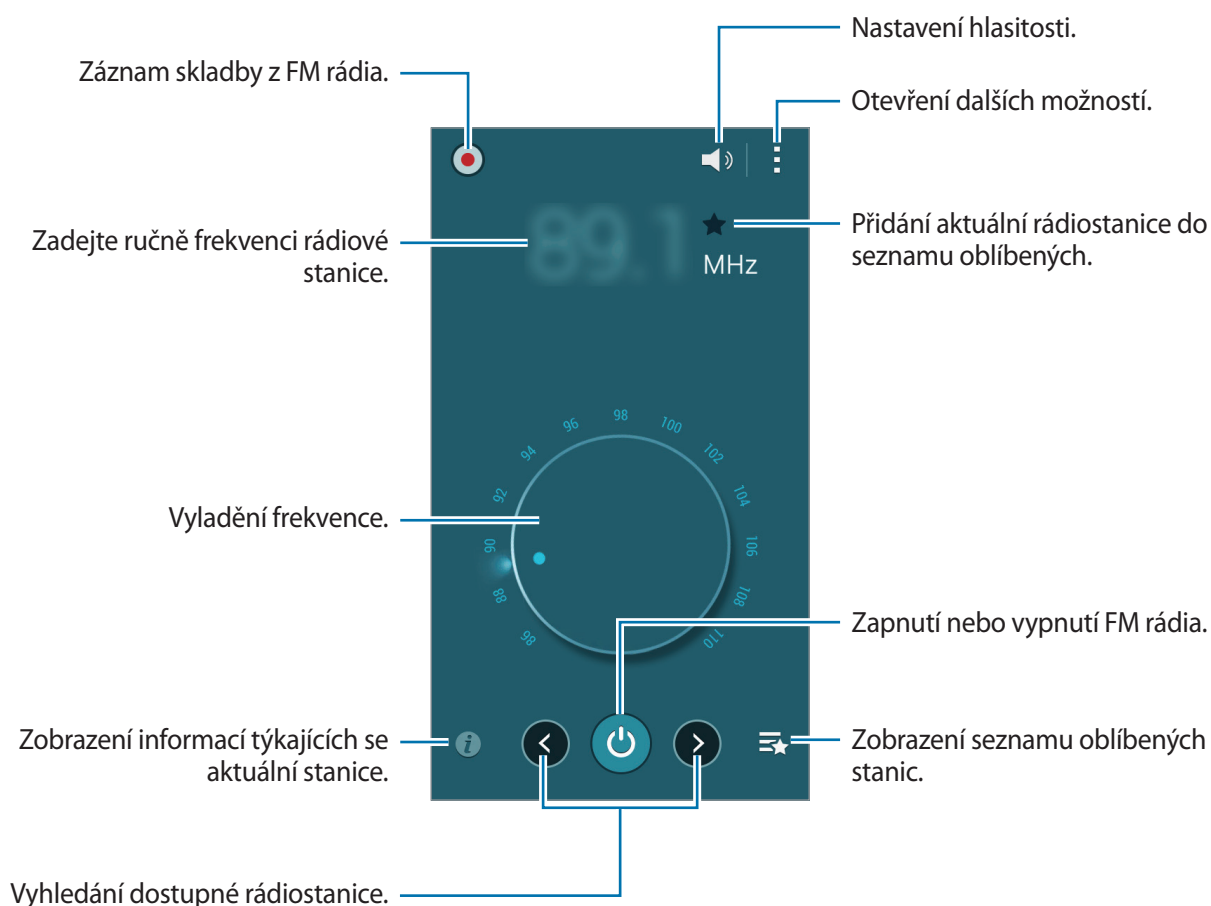 Nastavení hlasitosti.
Záznam skladby z FM rádia.
Otevření dalších možností.
Zadejte ručně frekvenci rádiové
stanice.
89.1
MHz
Přidání aktuální rádiostanice do
seznamu oblíbených.
86
88
90
92
94
96
98
100
102
104
106
108
110
Vyladění frekvence.
Zapnutí nebo vypnutí FM rádia.
Zobrazení informací týkajících se
aktuální stanice.
i
Zobrazení seznamu oblíbených
stanic.
Vyhledání dostupné rádiostanice.